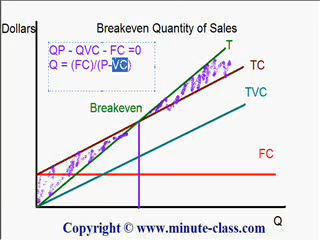 Dollars
Breakeven Quantity of Sales
QP - QVC - FC =0
Q = (FC)/(P-VC)
T
TC
TVC
Breakeven
FC
Q
Copyright © www.minute-class.com